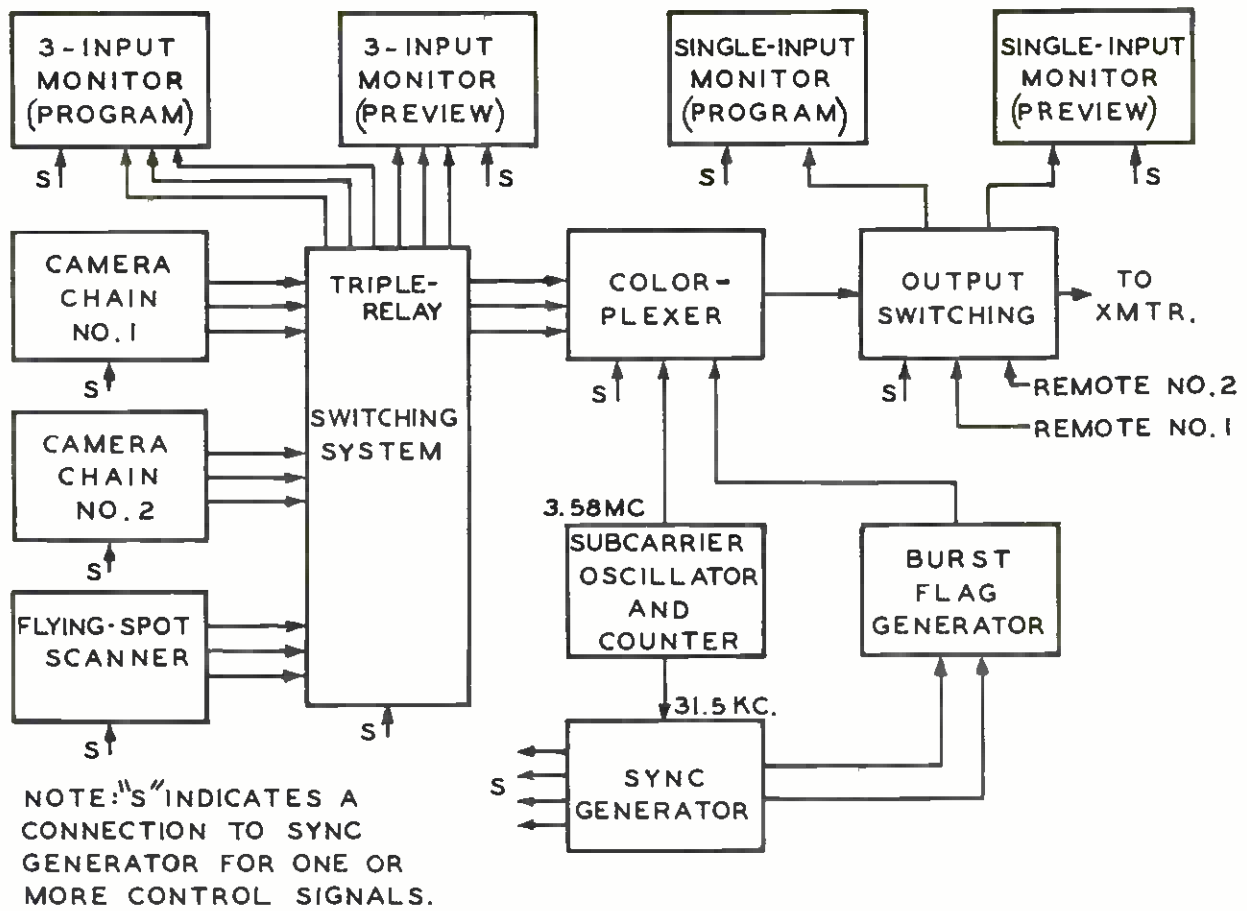 3-INPUT
MONITOR
(PROGRAM)
S
3-INPUT
MONITOR
(PREVIEW)
S
SINGLE-INPUT
MONITOR
(PROGRAM)
S
SINGLE-INPUT
MONITOR
(PREVIEW)
S
CAMERA
CHAIN
NO.1
S
TRIPLE-
RELAY
SWITCHING
SYSTEM
S
COLOR-
PLEXER
S
OUTPUT
SWITCHING
S
TO
XMTR.
REMOTE NO.2
REMOTE NO.1
CAMERA
CHAIN
NO.2
S
3.58MC
SUBCARRIER
OSCILLATOR
AND
COUNTER
BURST
FLAG
GENERATOR
FLYING-SPOT
SCANNER
S
31.5 KC.
S
SYNC
GENERATOR
NOTE:"S" INDICATES A
CONNECTION TO SYNC
GENERATOR FOR ONE OR
MORE CONTROL SIGNALS.